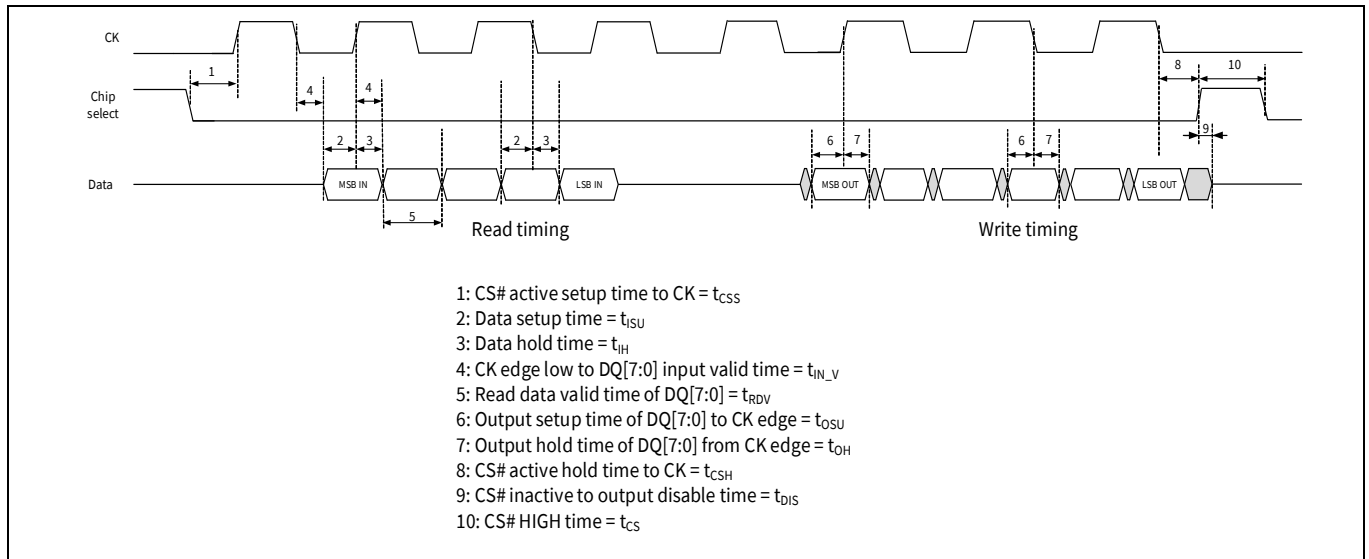 CK
1
8
10
Chip
select
4
4
9
2
3
2
3
6
7
6
7
Data
MSB IN
LSB IN
MSB OUT
LSB OUT
5
Read timing
Write timing
1: CS# active setup time to CK = tCSS
2: Data setup time = tISU
3: Data hold time = tIH
4: CK edge low to DQ[7:0] input valid time = tIN_V
5: Read data valid time of DQ[7:0] = tRDV
6: Output setup time of DQ[7:0] to CK edge = tOSU
7: Output hold time of DQ[7:0] from CK edge = tOH
8: CS# active hold time to CK = tCSH
9: CS# inactive to output disable time = tDIS
10: CS# HIGH time = tCS